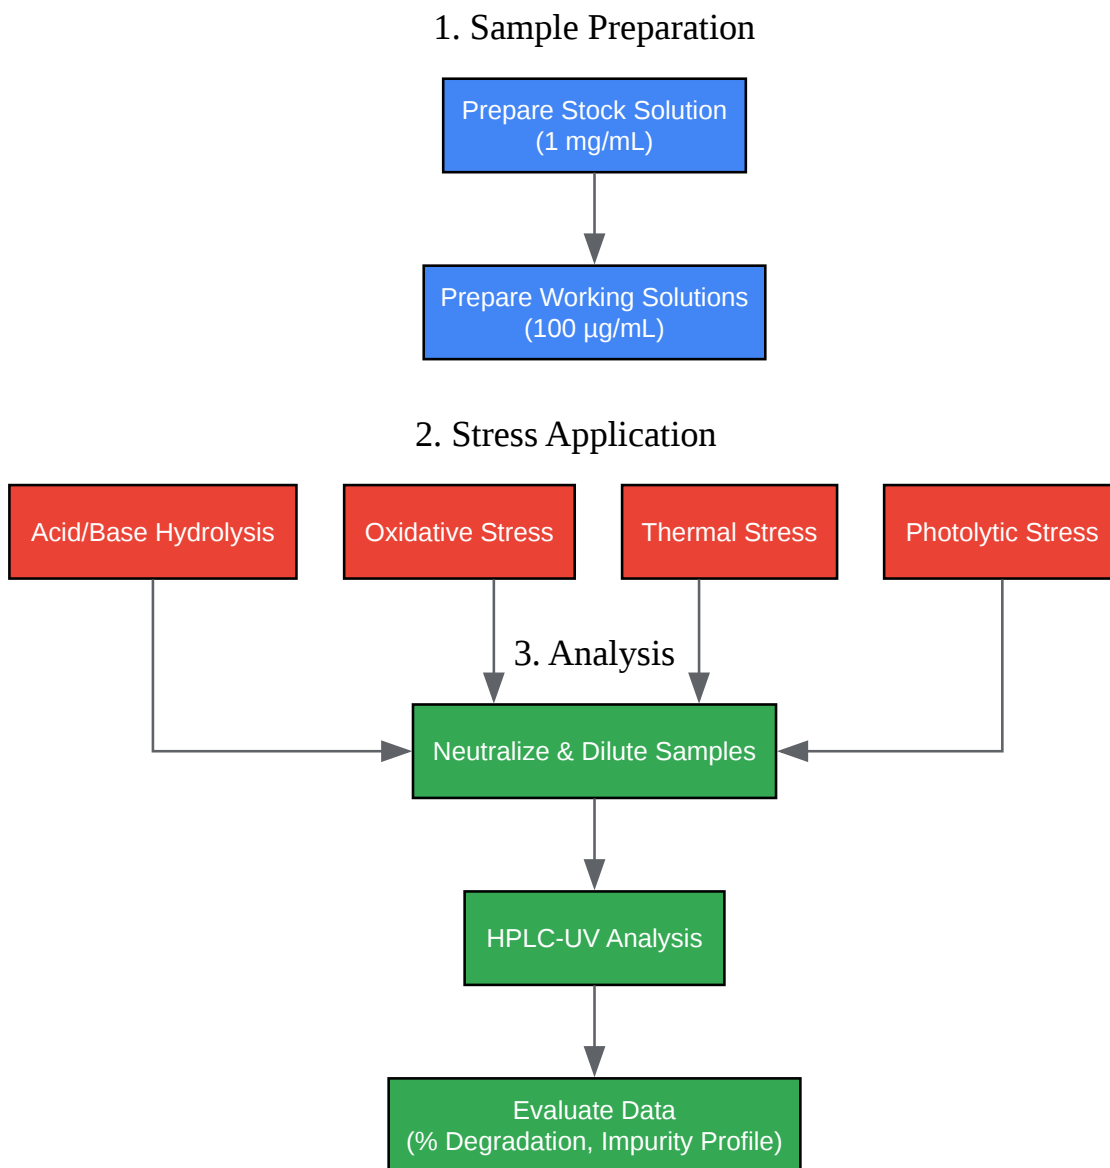 1. Sample Preparation
Prepare Stock Solution
(1 mg/mL)
Prepare Working Solutions
(100 µg/mL)
2. Stress Application
Acid/Base Hydrolysis
Oxidative Stress
Thermal Stress
Photolytic Stress
3. Analysis
Neutralize & Dilute Samples
HPLC-UV Analysis
Evaluate Data
(% Degradation, Impurity Profile)